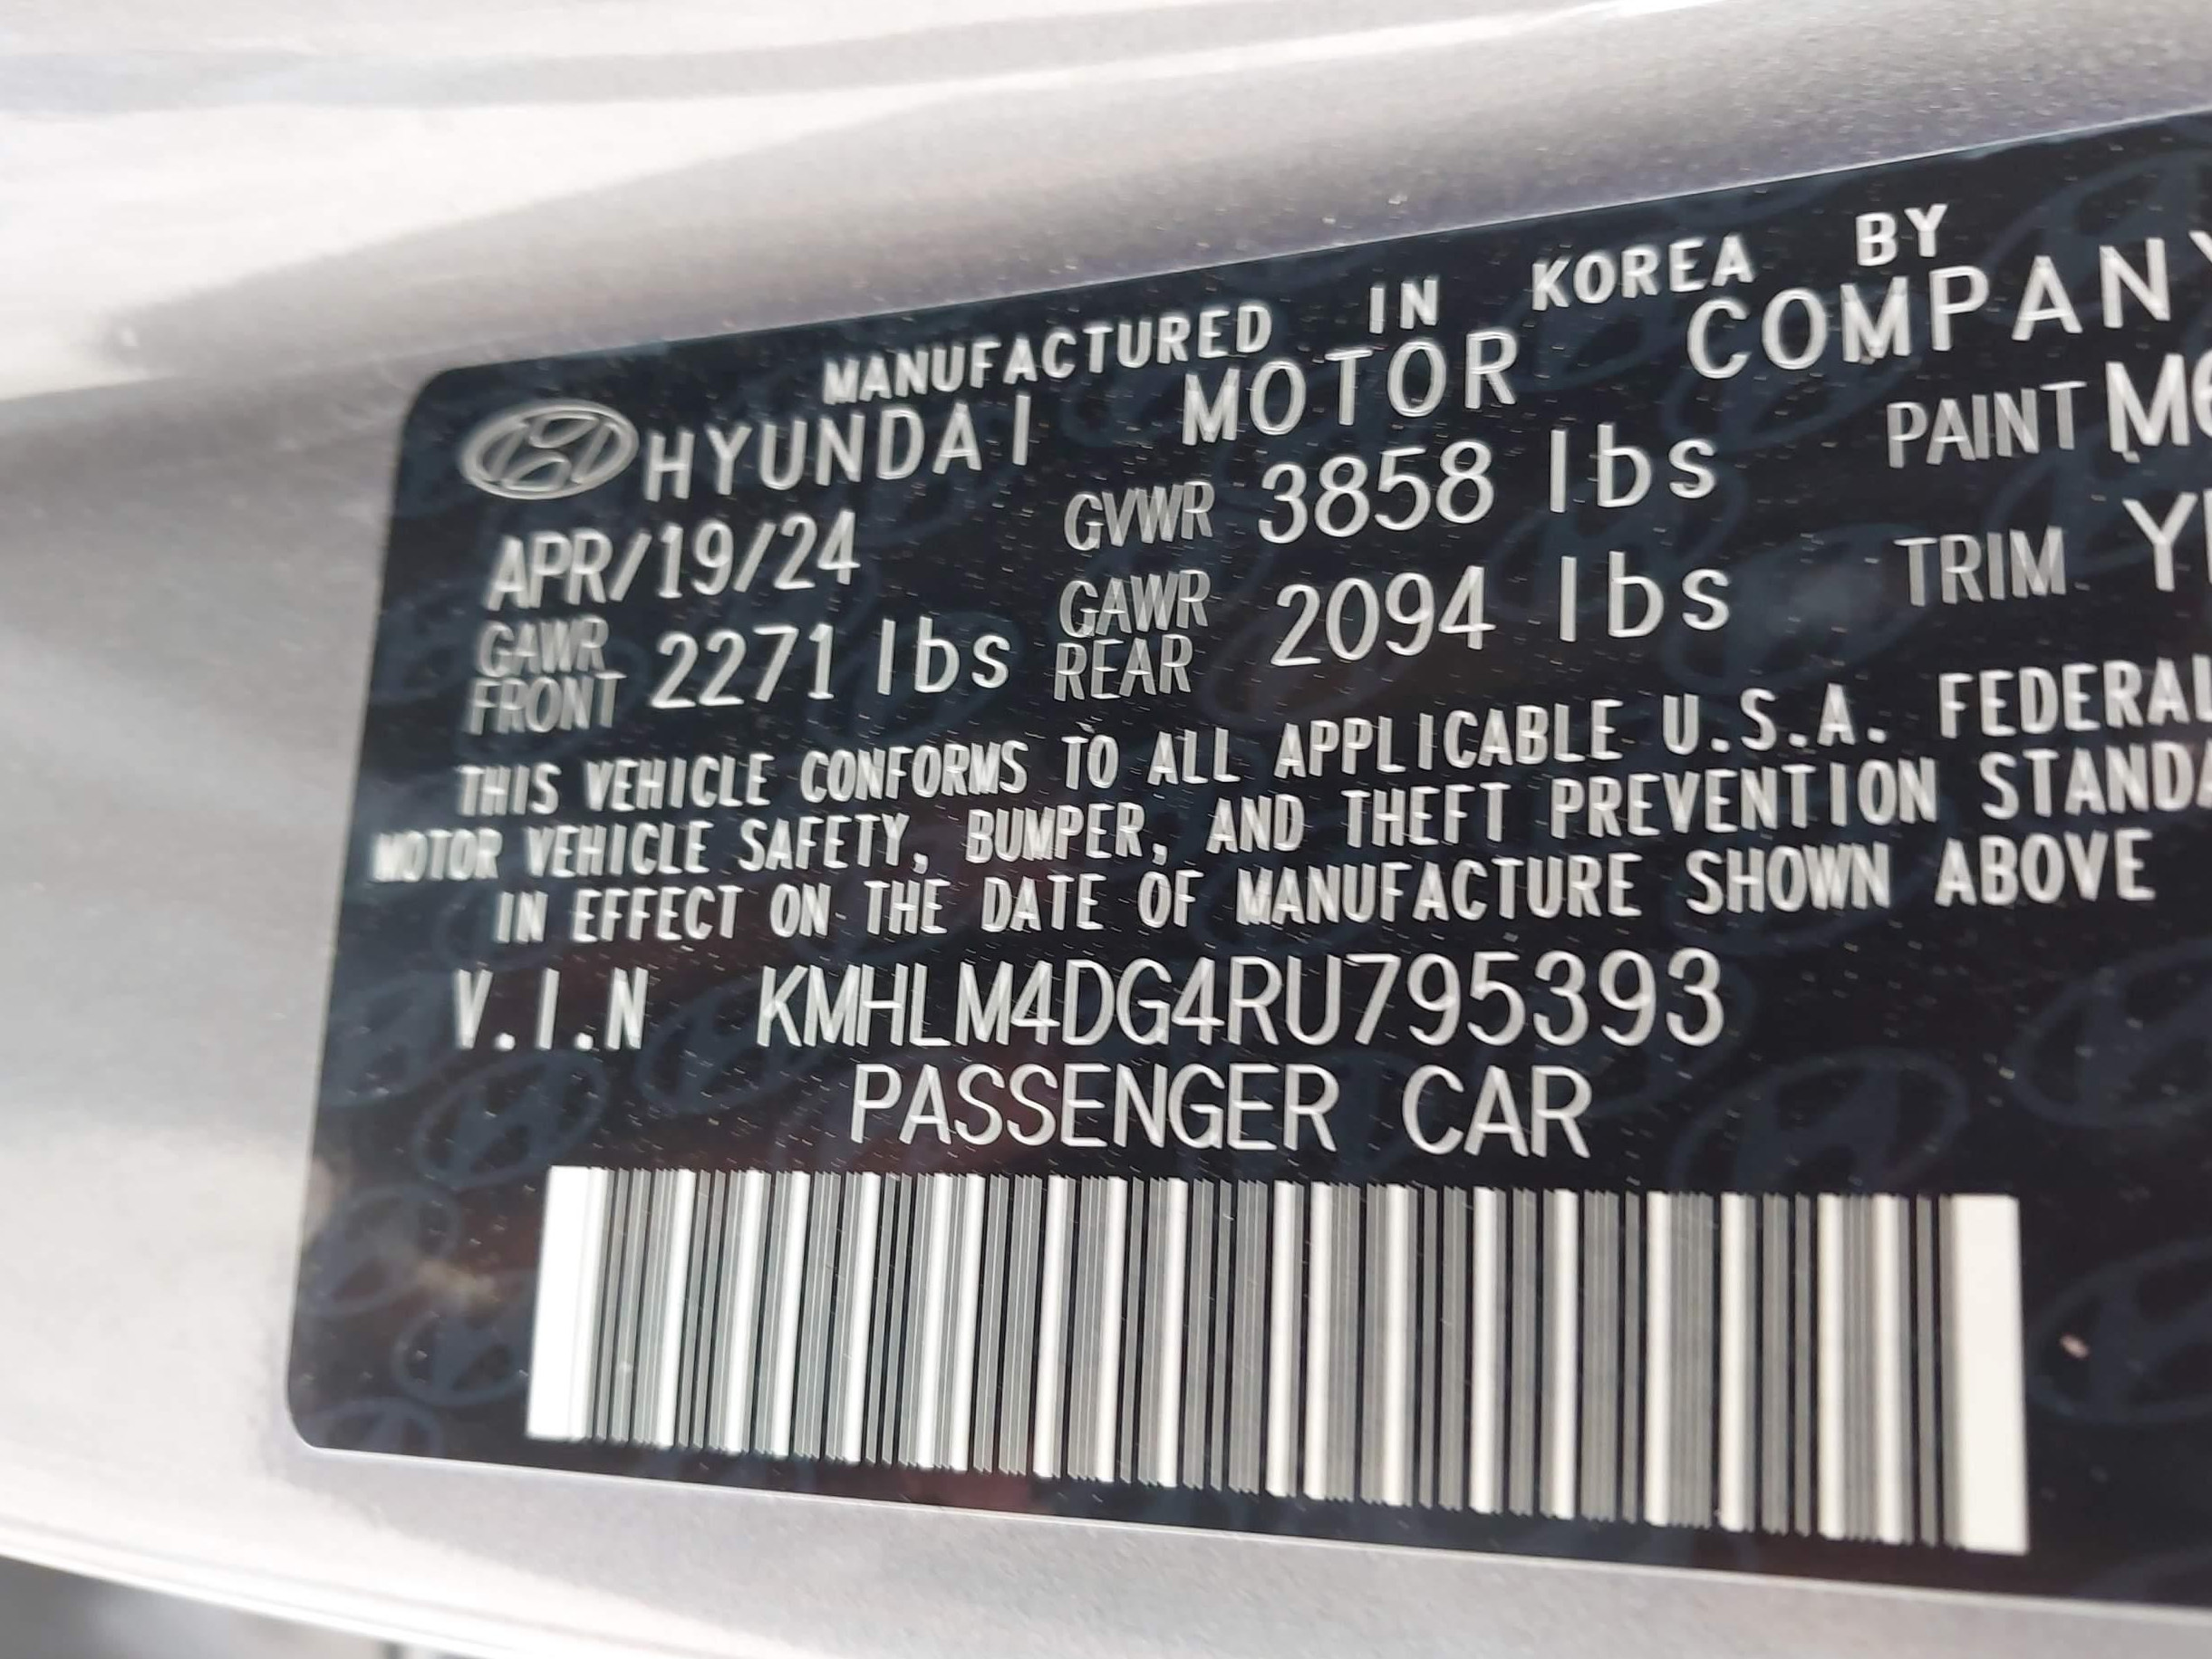 MANUFACTURED IN KOREA BY
HYUNDAI MOTOR COMPANY
APR/19/24 GVWR 3858 lbs PAINT
GAWR FRONT 2271 lbs GAWR REAR 2094 lbs TRIM
THIS VEHICLE CONFORMS TO ALL APPLICABLE U.S.A. FEDERAL
MOTOR VEHICLE SAFETY, BUMPER, AND THEFT PREVENTION
IN EFFECT ON THE DATE OF MANUFACTURE SHOWN ABOVE
V.I.N KMHLM4DG4RU795393
PASSENGER CAR